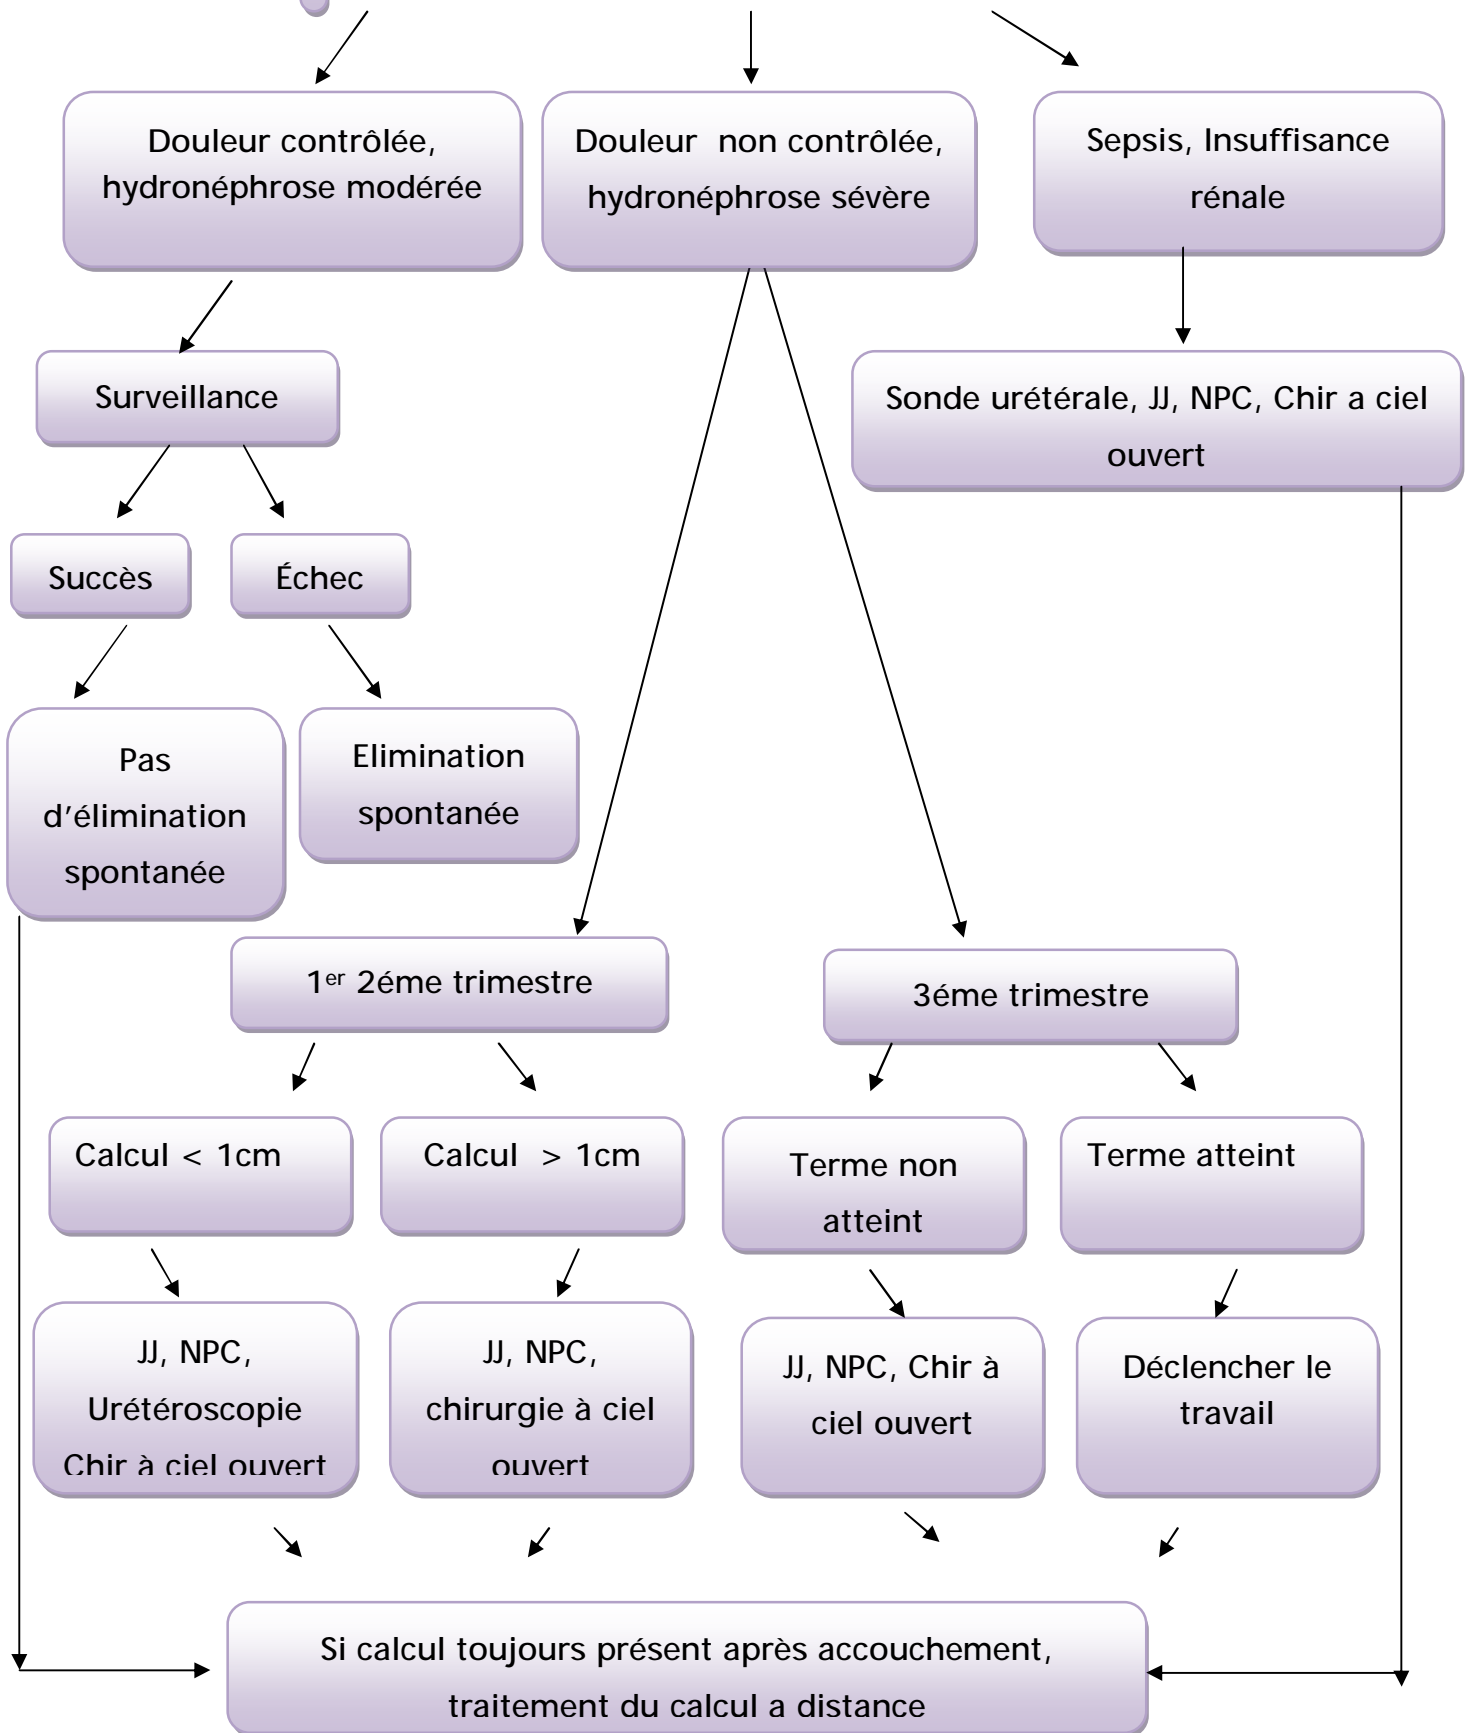 Douleur contrôlée,
hydronéphrose modérée
Douleur non contrôlée,
hydronéphrose sévère
Sepsis, Insuffisance
rénale
Surveillance
Sonde urétérale, JJ, NPC, Chir a ciel
ouvert
Succès
Échec
Pas
d’élimination
spontanée
Elimination
spontanée
1er 2éme trimestre
3éme trimestre
Calcul < 1cm
Calcul > 1cm
Terme non
atteint
Terme atteint
JJ, NPC,
Urétéroscopie
Chir à ciel ouvert
JJ, NPC,
chirurgie à ciel
ouvert
JJ, NPC, Chir à
ciel ouvert
Déclencher le
travail
Si calcul toujours présent après accouchement,
traitement du calcul a distance